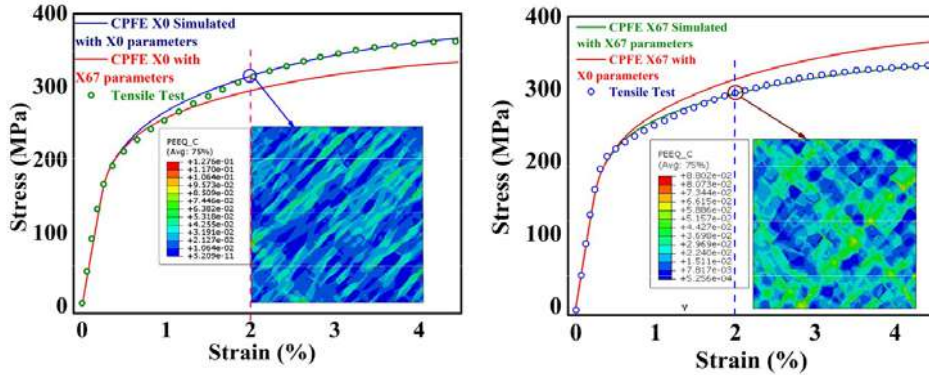 400
300
200
100
0
Stress (MPa)
CPFE X0 Simulated
with X0 parameters
CPFE X0 with
X67 parameters
Tensile Test
PEEQ_C
(Avg: 75%)
+1.276e-01
+1.170e-01
+1.064e-01
+9.573e-02
+8.509e-02
+7.446e-02
+6.382e-02
+5.318e-02
+4.255e-02
+3.191e-02
+2.127e-02
+1.064e-02
+5.209e-11
0 1 2 3 4
Strain (%)
400
300
200
100
0
Stress (MPa)
CPFE X67 Simulated
with X67 parameters
CPFE X67 with
X0 parameters
Tensile Test
PEEQ_C
(Avg: 75%)
+8.802e-02
+8.073e-02
+7.344e-02
+6.615e-02
+5.886e-02
+5.157e-02
+4.427e-02
+3.698e-02
+2.969e-02
+2.240e-02
+1.511e-02
+7.817e-03
+5.256e-04
Y
0 1 2 3 4
Strain (%)